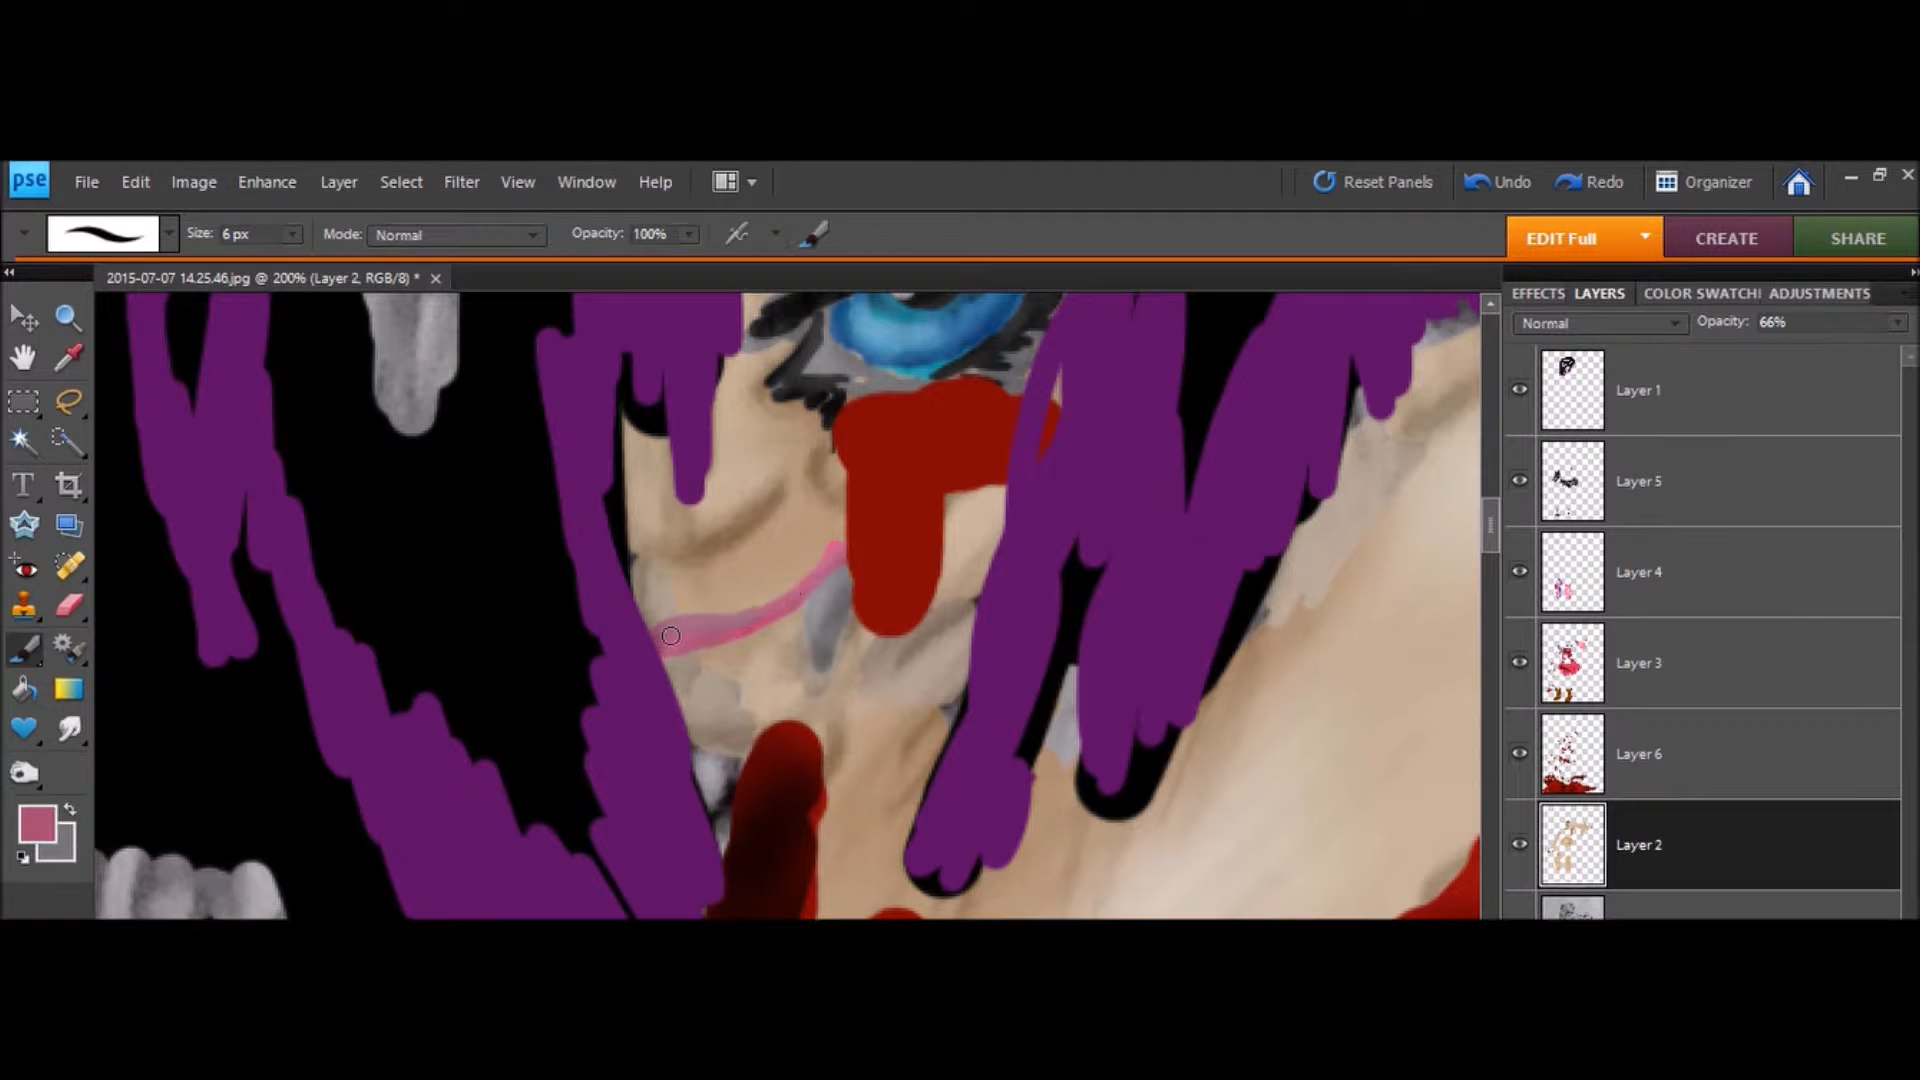 pse File Edit Image Enhance Layer Select Filter View Window Help Reset Panels Undo Redo Organizer
Size: 6 px Mode: Normal Opacity: 100% EDIT Full CREATE SHARE
2015-07-07 14.25.46.jpg @ 200% (Layer 2, RGB/8) *
EFFECTS LAYERS COLOR SWATCHI ADJUSTMENTS
Normal Opacity: 66%
Layer 1
Layer 5
Layer 4
Layer 3
Layer 6
Layer 2